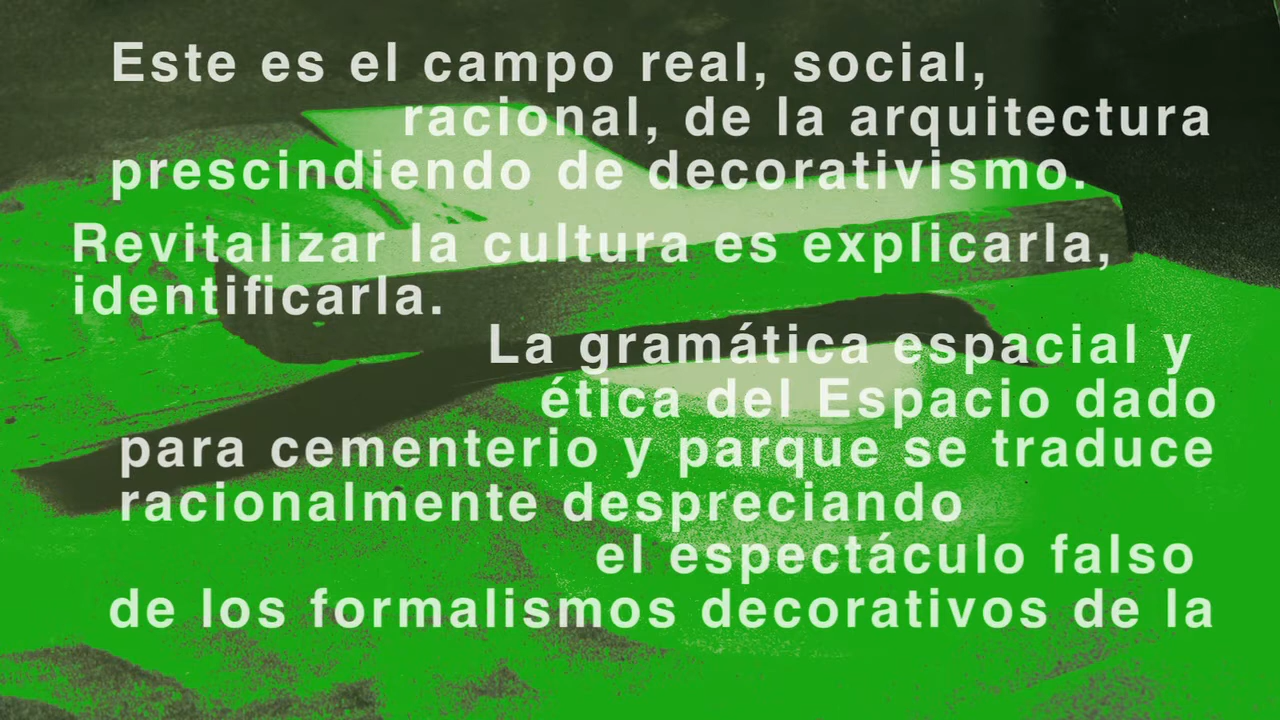 Este es el campo real, social,
racional, de la arquitectura
prescindiendo de decorativismo.
Revitalizar la cultura es explicarla,
identificarla.
La gramática espacial y
ética del Espacio dado
para cementerio y parque se traduce
racionalmente despreciando
el espectáculo falso
de los formalismos decorativos de la